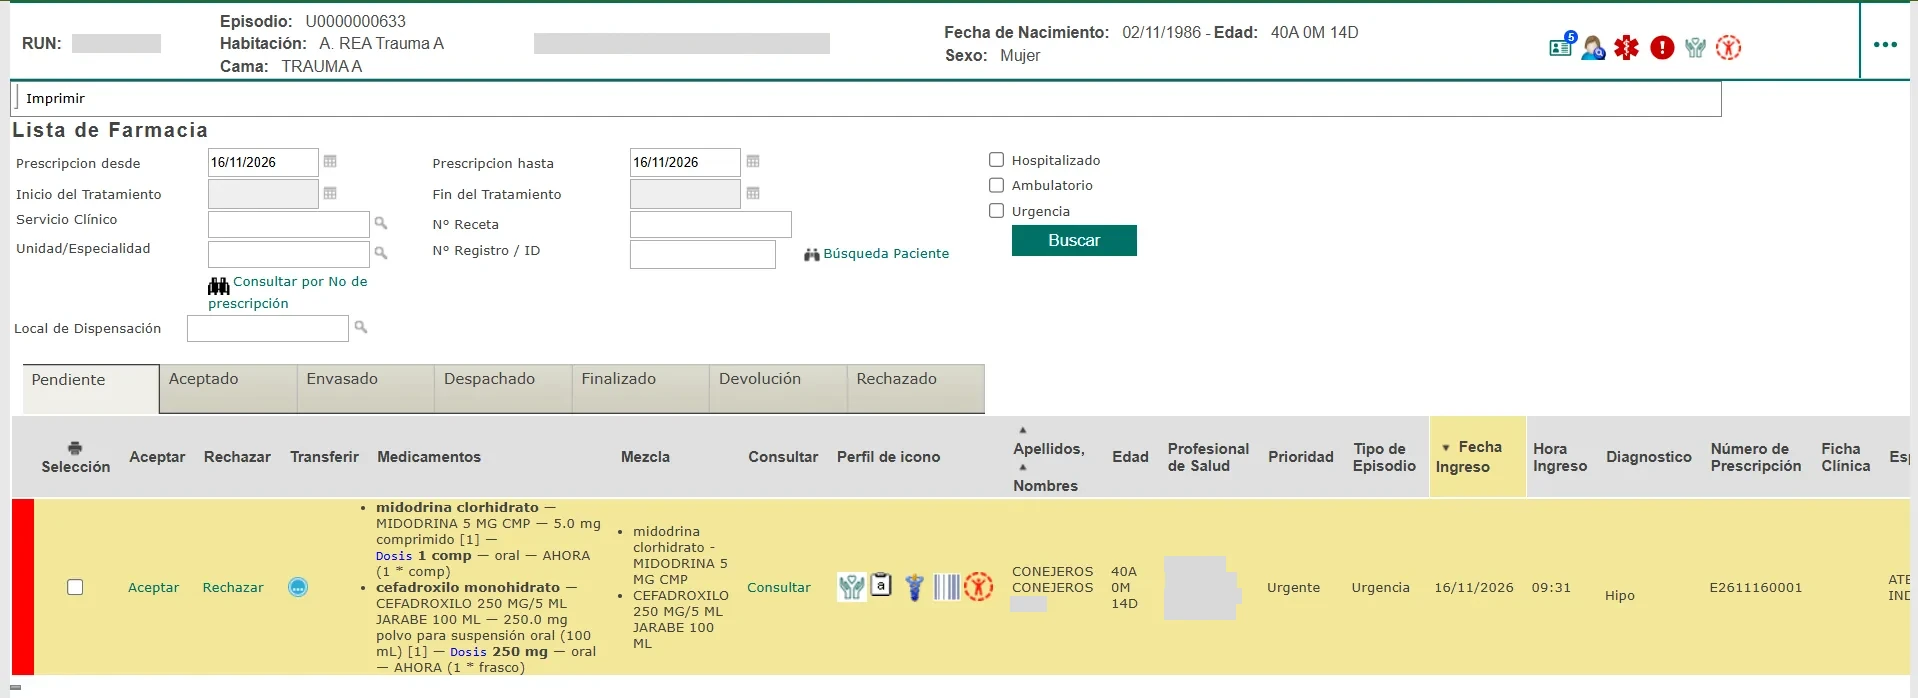 RUN:
Episodio: U0000000633
Habitación: A. REA Trauma A
Cama: TRAUMA A
Fecha de Nacimiento: 02/11/1986 - Edad: 40A 0M 14D
Sexo: Mujer
5
Imprimir
Lista de Farmacia
Prescripcion desde 16/11/2026
Prescripcion hasta 16/11/2026
Hospitalizado
Inicio del Tratamiento
Fin del Tratamiento
Ambulatorio
Servicio Clínico
Nº Receta
Urgencia
Unidad/Especialidad
Nº Registro / ID
Búsqueda Paciente
Buscar
Consultar por No de
prescripción
Local de Dispensación
Pendiente Aceptado Envasado Despachado Finalizado Devolución Rechazado
Selección
Aceptar
Rechazar
Transferir
Medicamentos
Mezcla
Consultar
Perfil de icono
Apellidos,
Nombres
Edad
Profesional
de Salud
Prioridad
Tipo de
Episodio
Fecha
Ingreso
Hora
Ingreso
Diagnostico
Número de
Prescripción
Ficha
Clínica
Aceptar
Rechazar
midodrina clorhidrato —
MIDODRINA 5 MG CMP — 5.0 mg
comprimido [1] —
Dosis 1 comp — oral — AHORA
(1 * comp)
cefadroxilo monohidrato —
CEFADROXILO 250 MG/5 ML
JARABE 100 ML — 250.0 mg
polvo para suspensión oral (100
mL) [1] — Dosis 250 mg — oral
— AHORA (1 * frasco)
midodrina
clorhidrato -
MIDODRINA 5
MG CMP
CEFADROXILO
250 MG/5 ML
JARABE 100
ML
Consultar
a
CONEJEROS
CONEJEROS
40A
0M
14D
Urgente
Urgencia
16/11/2026
09:31
Hipo
E2611160001